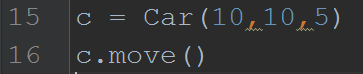 15 c = Car(10,10,5)
16 c.move()